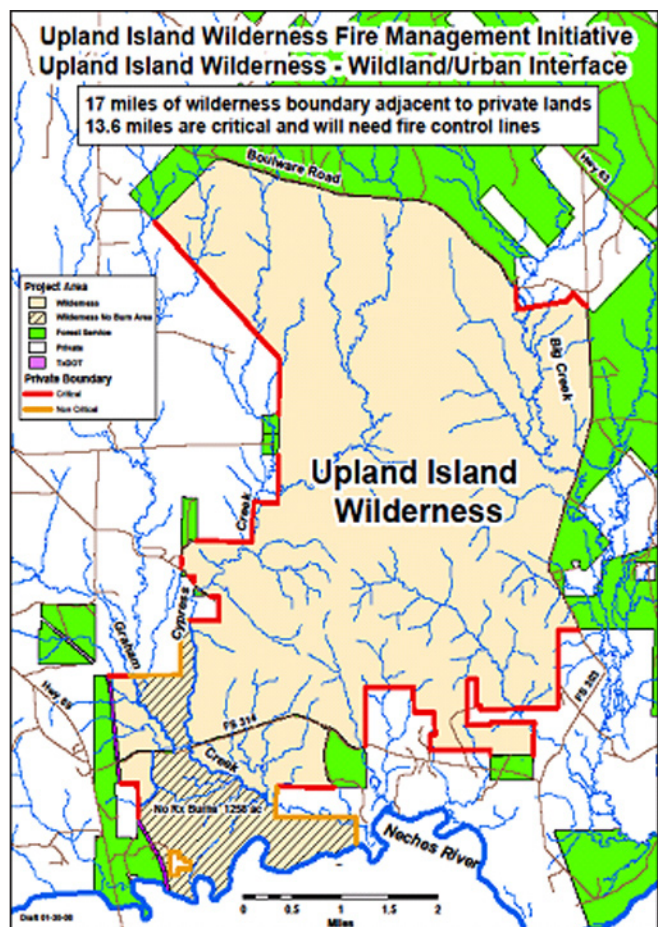 Upland Island Wilderness Fire Management Initiative
Upland Island Wilderness - Wildland/Urban Interface
17 miles of wilderness boundary adjacent to private lands
13.6 miles are critical and will need fire control lines
Boulware Road
Hwy 63
Project Area
Wilderness
Wilderness No Burn Area
Forest Service
Private
TxDOT
Private Boundary
Critical
Non Critical
Big Creek
Upland Island
Wilderness
Creek
Cypress
Graham
Hwy 69
FS 314
FS 303
Creek
No Rx Burns 1258 ac
Neches River
0 0.5 1 2
Miles